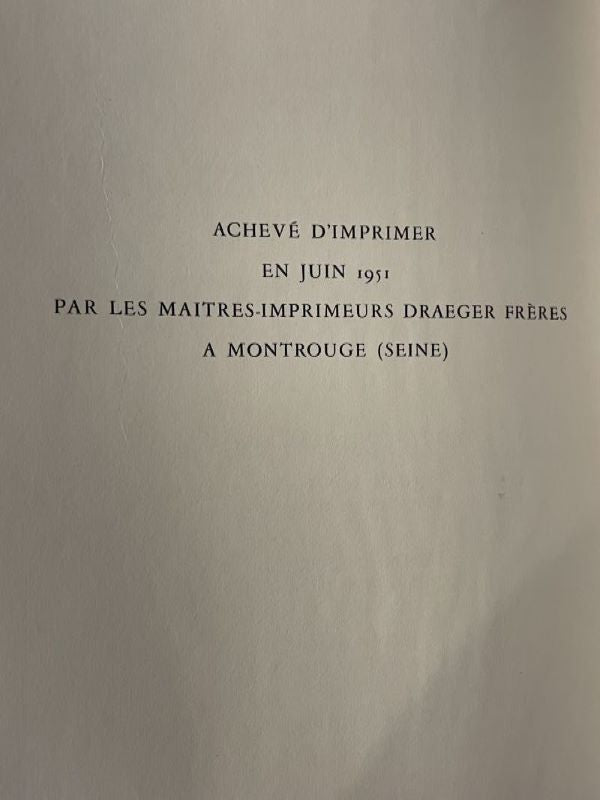 ACHEVÉ D'IMPRIMER
EN JUIN 1951
PAR LES MAITRES-IMPRIMEURS DRAEGER FRÈRES
A MONTROUGE (SEINE)